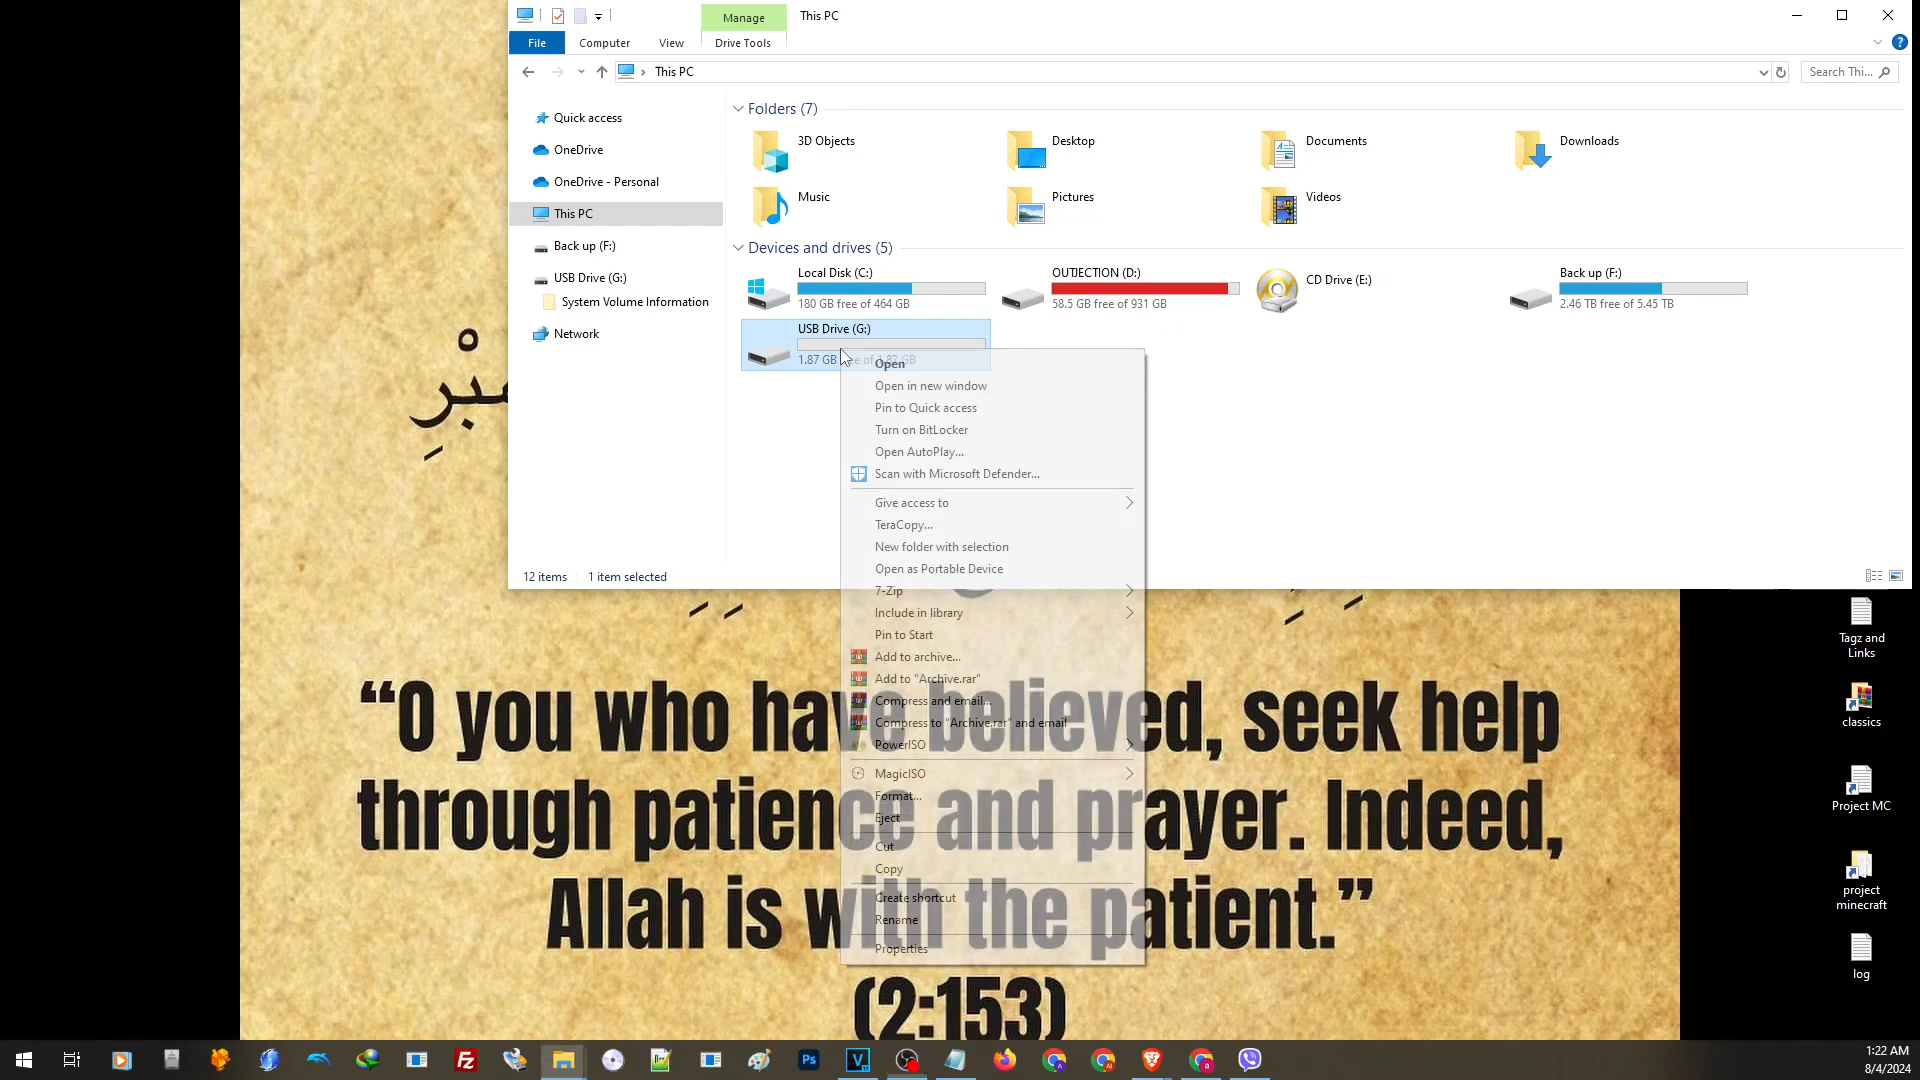 Manage
This PC
File
Computer
View
Drive Tools
This PC
Search Thi...
Quick access
OneDrive
OneDrive - Personal
This PC
Back up (F:)
USB Drive (G:)
System Volume Information
Network
Folders (7)
3D Objects
Desktop
Documents
Downloads
Music
Pictures
Videos
Devices and drives (5)
Local Disk (C:)
180 GB free of 464 GB
OUTJECTION (D:)
58.5 GB free of 931 GB
CD Drive (E:)
Back up (F:)
2.46 TB free of 5.45 TB
USB Drive (G:)
1.87 GB free of 1.87 GB
Open
Open in new window
Pin to Quick access
Turn on BitLocker
Open AutoPlay...
Scan with Microsoft Defender...
Give access to
TeraCopy...
New folder with selection
Open as Portable Device
7-Zip
Include in library
Pin to Start
Add to archive...
Add to "Archive.rar"
Compress and email...
Compress to "Archive.rar" and email
PowerISO
MagicISO
Format...
Eject
Cut
Copy
Create shortcut
Rename
Properties
12 items
1 item selected
“O you who have believed, seek help
through patience and prayer. Indeed,
Allah is with the patient.”
(2:153)
Tagz and
Links
classics
Project MC
project
minecraft
log
1:22 AM
8/4/2024